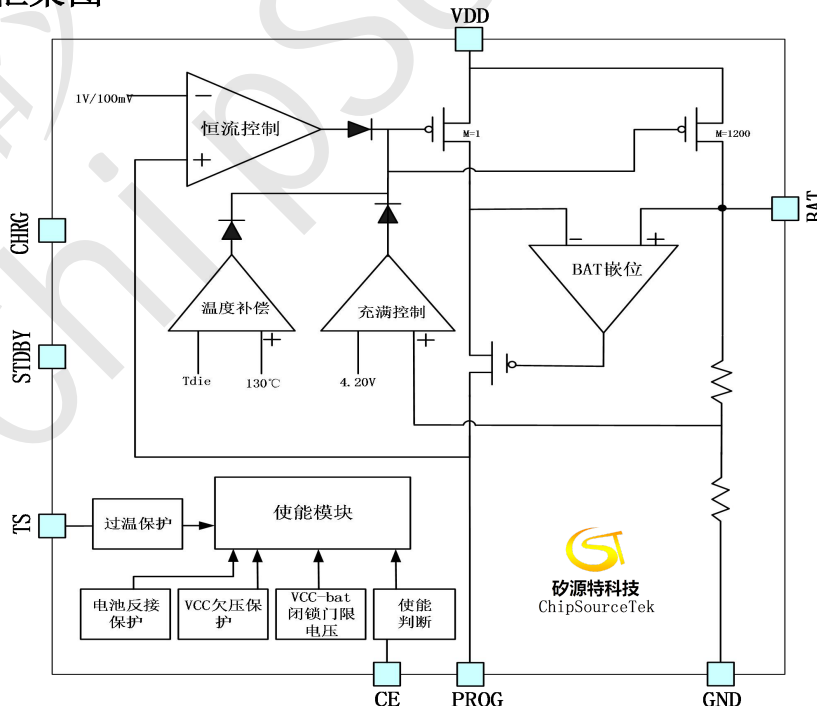 框架图
VDD
1V/100mV
恒流控制
M=1
M=1200
CHRG
BAT
BAT嵌位
温度补偿
充满控制
STDBY
Tdie
130℃
4.20V
TS
过温保护
使能模块
电池反接
保护
VCC欠压保
护
VCC-bat
闭锁门限
电压
使能
判断
矽源特科技
ChipSourceTek
CE
PROG
GND